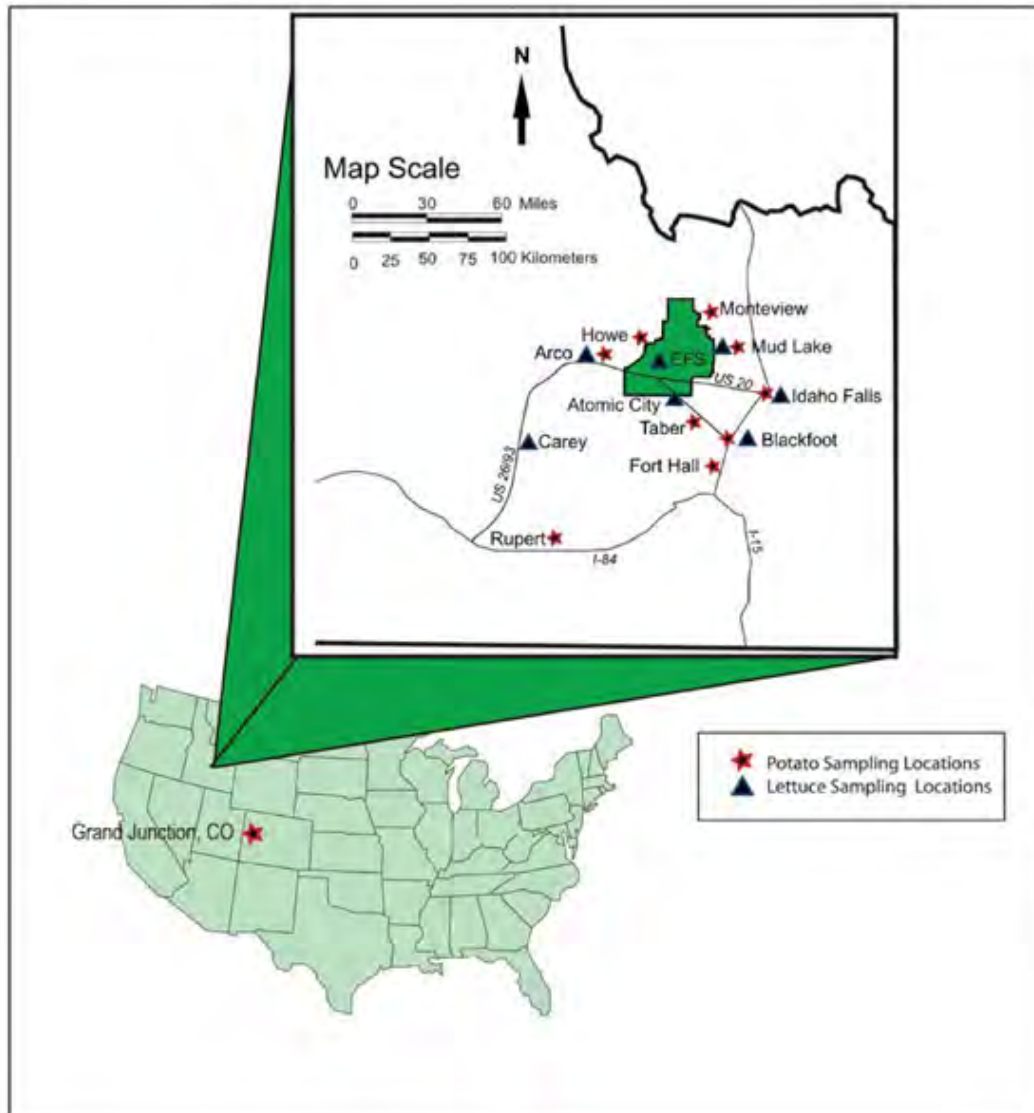 N
Map Scale
0 30 60 Miles
0 25 50 75 100 Kilometers
Monteview
Howe
Mud Lake
Arco
EFS
US 20
Idaho Falls
Atomic City
Taber
Carey
Blackfoot
Fort Hall
US 26/93
Rupert
I-84
I-15
Potato Sampling Locations
Lettuce Sampling Locations
Grand Junction, CO